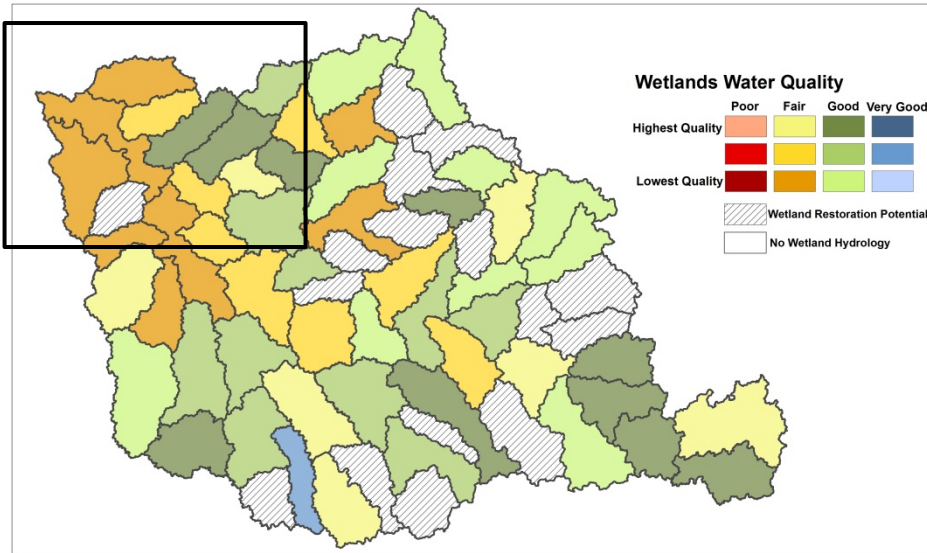 Wetlands Water Quality
Poor Fair Good Very Good
Highest Quality
Lowest Quality
Wetland Restoration Potential
No Wetland Hydrology